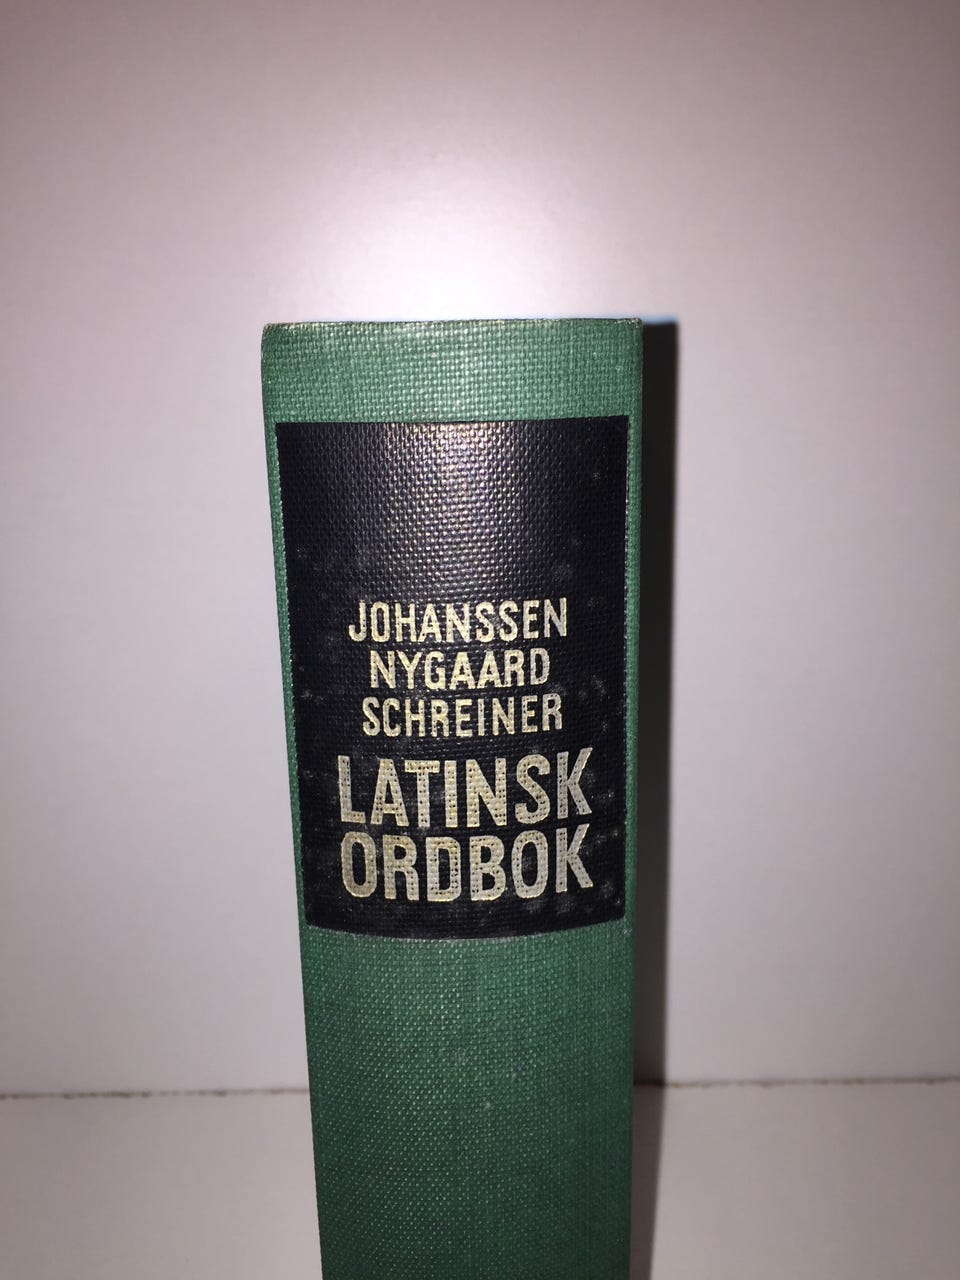 JOHANSSEN
NYGAARD
SCHREINER
LATINSK
ORDBOK